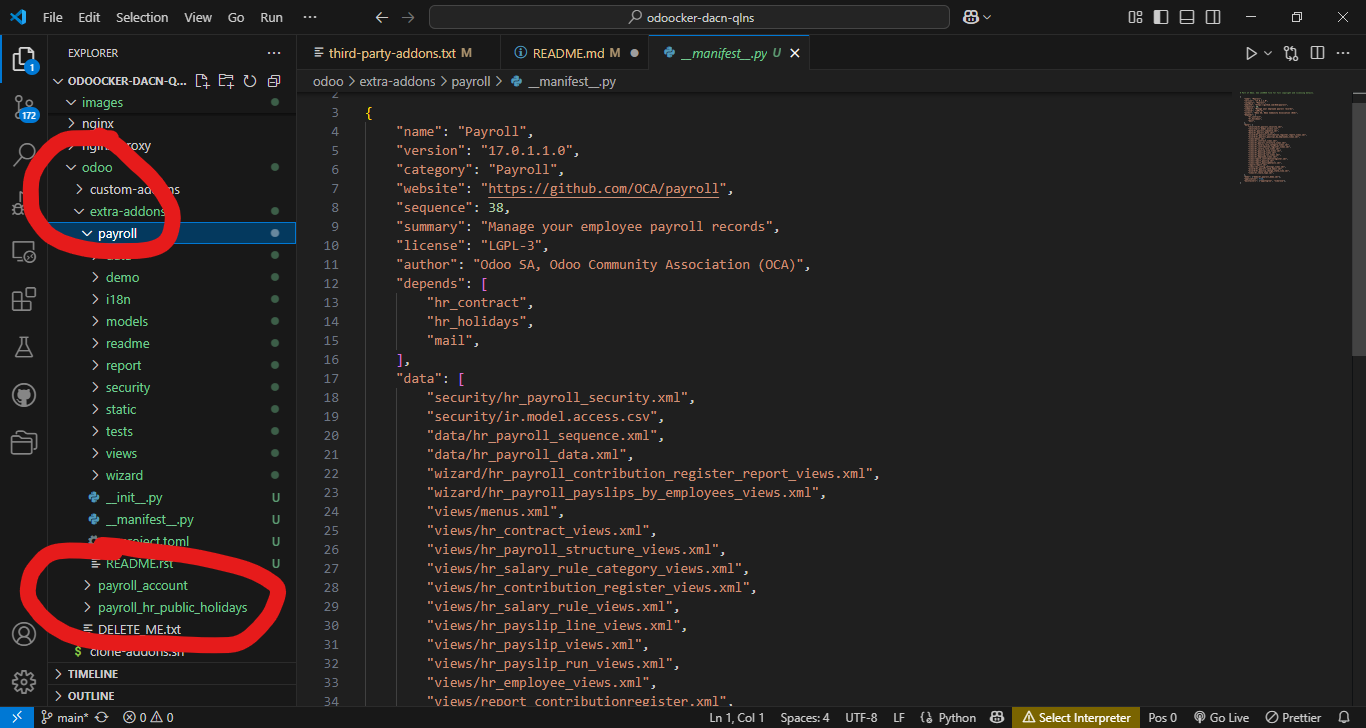 File Edit Selection View Go Run ··· odoocker-dacn-qlns
EXPLORER ···
third-party-addons.txt M
README.md M
__manifest__.py U
ODOOCKER-DACN-Q...
odoo > extra-addons > payroll > __manifest__.py
images
nginx
odoo
custom-addons
extra-addons
payroll
demo
i18n
models
readme
report
security
static
tests
views
wizard
__init__.py U
__manifest__.py U
U
README.rst U
payroll_account
payroll_hr_public_holidays
DELETE_ME.txt
clone-addons.sh
TIMELINE
OUTLINE
1
172
2
3 {
4 "name": "Payroll",
5 "version": "17.0.1.1.0",
6 "category": "Payroll",
7 "website": "https://github.com/OCA/payroll",
8 "sequence": 38,
9 "summary": "Manage your employee payroll records",
10 "license": "LGPL-3",
11 "author": "Odoo SA, Odoo Community Association (OCA)",
12 "depends": [
13 "hr_contract",
14 "hr_holidays",
15 "mail",
16 ],
17 "data": [
18 "security/hr_payroll_security.xml",
19 "security/ir.model.access.csv",
20 "data/hr_payroll_sequence.xml",
21 "data/hr_payroll_data.xml",
22 "wizard/hr_payroll_contribution_register_report_views.xml",
23 "wizard/hr_payroll_payslips_by_employees_views.xml",
24 "views/menus.xml",
25 "views/hr_contract_views.xml",
26 "views/hr_payroll_structure_views.xml",
27 "views/hr_salary_rule_category_views.xml",
28 "views/hr_contribution_register_views.xml",
29 "views/hr_salary_rule_views.xml",
30 "views/hr_payslip_line_views.xml",
31 "views/hr_payslip_views.xml",
32 "views/hr_payslip_run_views.xml",
33 "views/hr_employee_views.xml",
34 "views/report_contributionregister.xml",
main* 0 0 Ln 1, Col 1 Spaces: 4 UTF-8 LF Python Select Interpreter Pos 0 Go Live Prettier